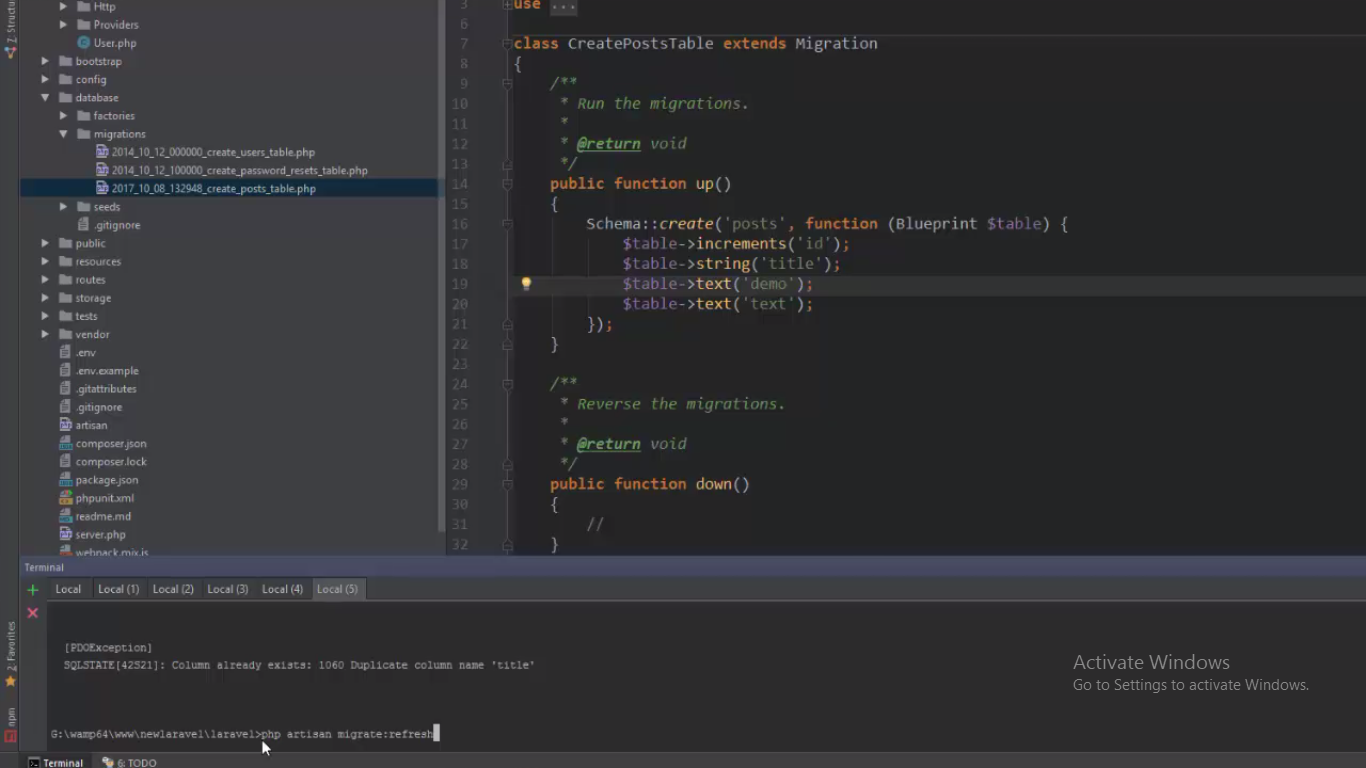 Z: Structure
Http
Providers
User.php
bootstrap
config
database
factories
migrations
2014_10_12_000000_create_users_table.php
2014_10_12_100000_create_password_resets_table.php
2017_10_08_132948_create_posts_table.php
seeds
.gitignore
public
resources
routes
storage
tests
vendor
.env
.env.example
.gitattributes
.gitignore
artisan
composer.json
composer.lock
package.json
phpunit.xml
readme.md
server.php
webpack.mix.js
3 use ...
6
7 class CreatePostsTable extends Migration
8 {
9 /**
10 * Run the migrations.
11 *
12 * @return void
13 */
14 public function up()
15 {
16 Schema::create('posts', function (Blueprint $table) {
17 $table->increments('id');
18 $table->string('title');
19 $table->text('demo');
20 $table->text('text');
21 });
22 }
23
24 /**
25 * Reverse the migrations.
26 *
27 * @return void
28 */
29 public function down()
30 {
31 //
32 }
Terminal
Local Local (1) Local (2) Local (3) Local (4) Local (5)
2: Favorites
npm
[PDOException]
SQLSTATE[42S21]: Column already exists: 1060 Duplicate column name 'title'
G:\wamp64\www\newlaravel\laravel>php artisan migrate:refresh
Activate Windows
Go to Settings to activate Windows.
Terminal 6: TODO